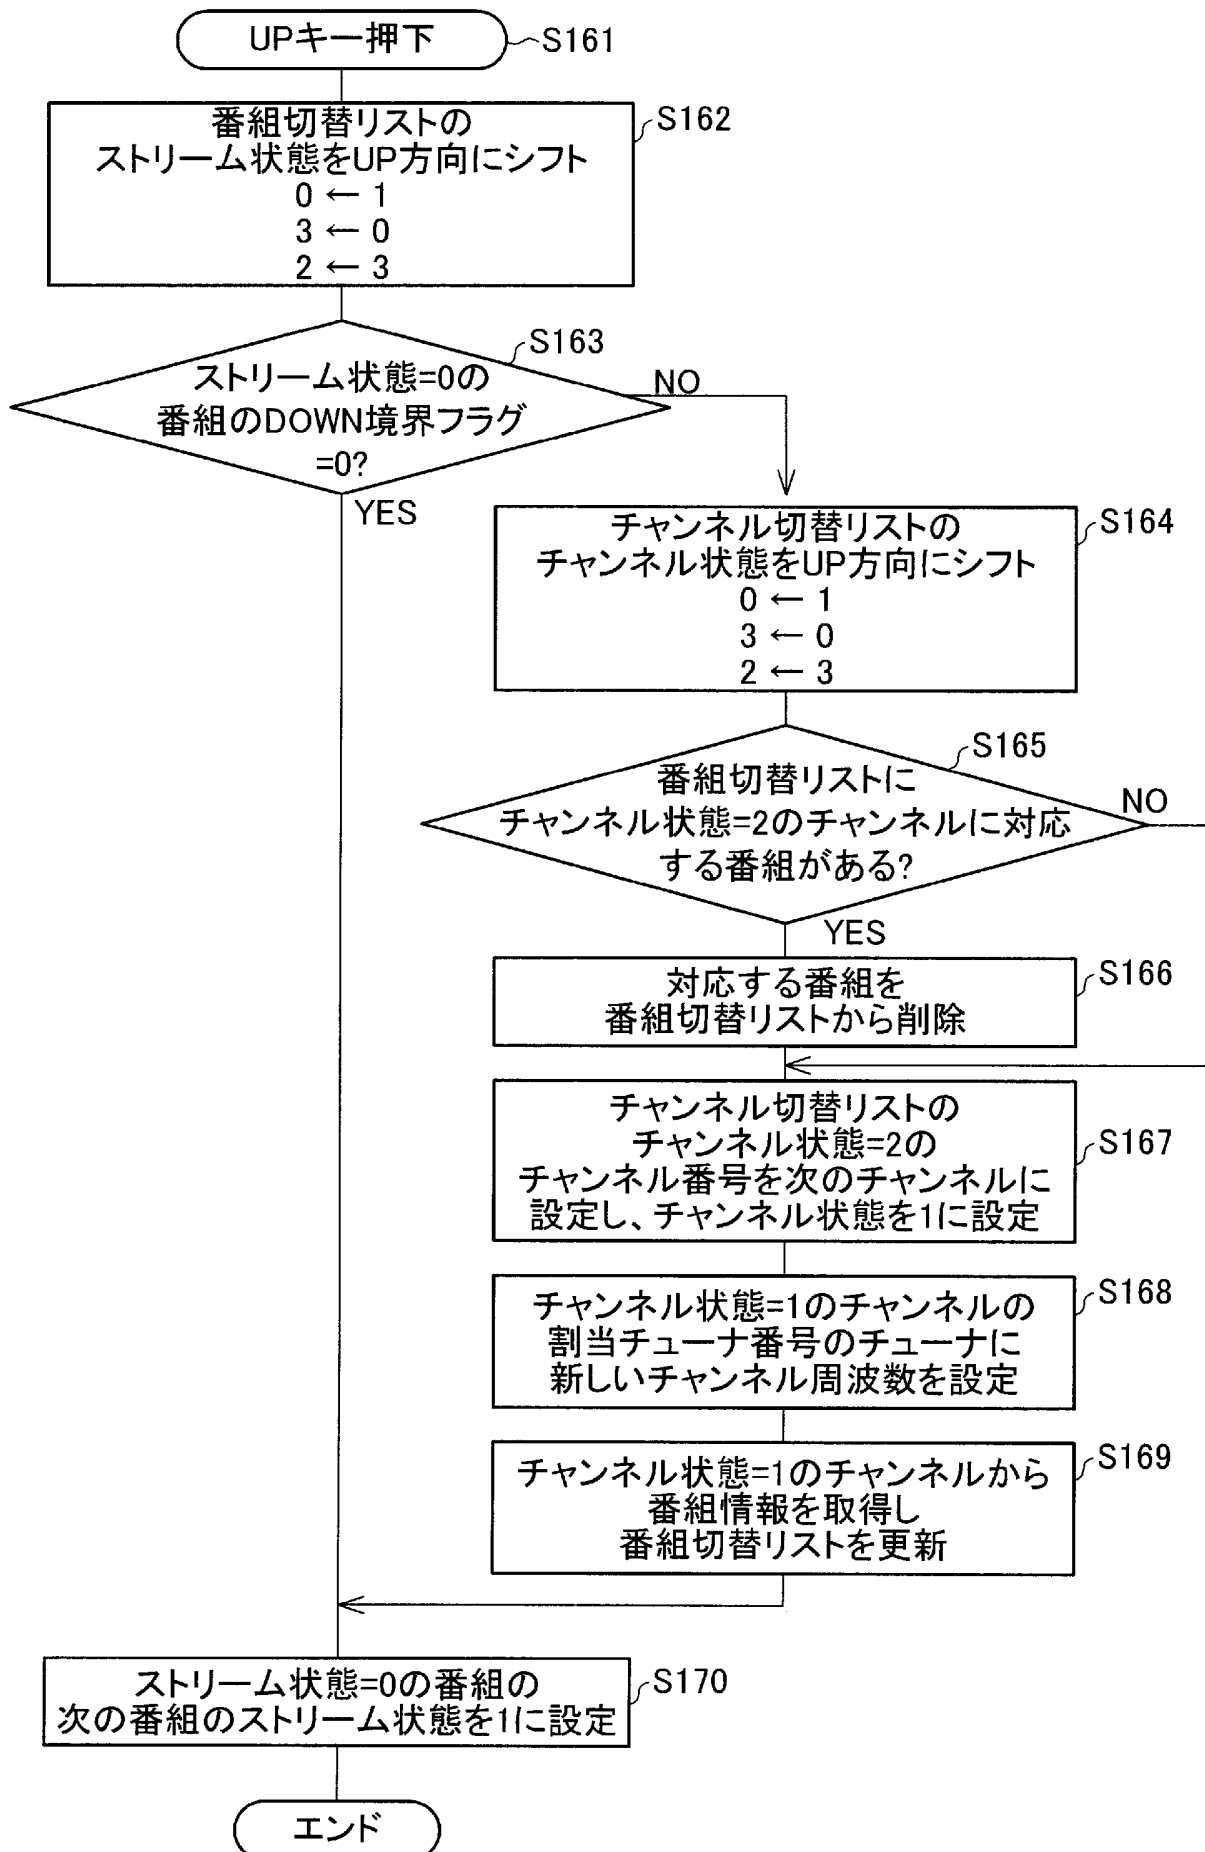 UPキー押下
S161
番組切替リストの
ストリーム状態をUP方向にシフト
0 ← 1
3 ← 0
2 ← 3
S162
ストリーム状態=0の
番組のDOWN境界フラグ
=0?
S163
NO
YES
チャンネル切替リストの
チャンネル状態をUP方向にシフト
0 ← 1
3 ← 0
2 ← 3
S164
番組切替リストに
チャンネル状態=2のチャンネルに対応
する番組がある?
S165
NO
YES
対応する番組を
番組切替リストから削除
S166
チャンネル切替リストの
チャンネル状態=2の
チャンネル番号を次のチャンネルに
設定し、チャンネル状態を1に設定
S167
チャンネル状態=1のチャンネルの
割当チューナ番号のチューナに
新しいチャンネル周波数を設定
S168
チャンネル状態=1のチャンネルから
番組情報を取得し
番組切替リストを更新
S169
ストリーム状態=0の番組の
次の番組のストリーム状態を1に設定
S170
エンド